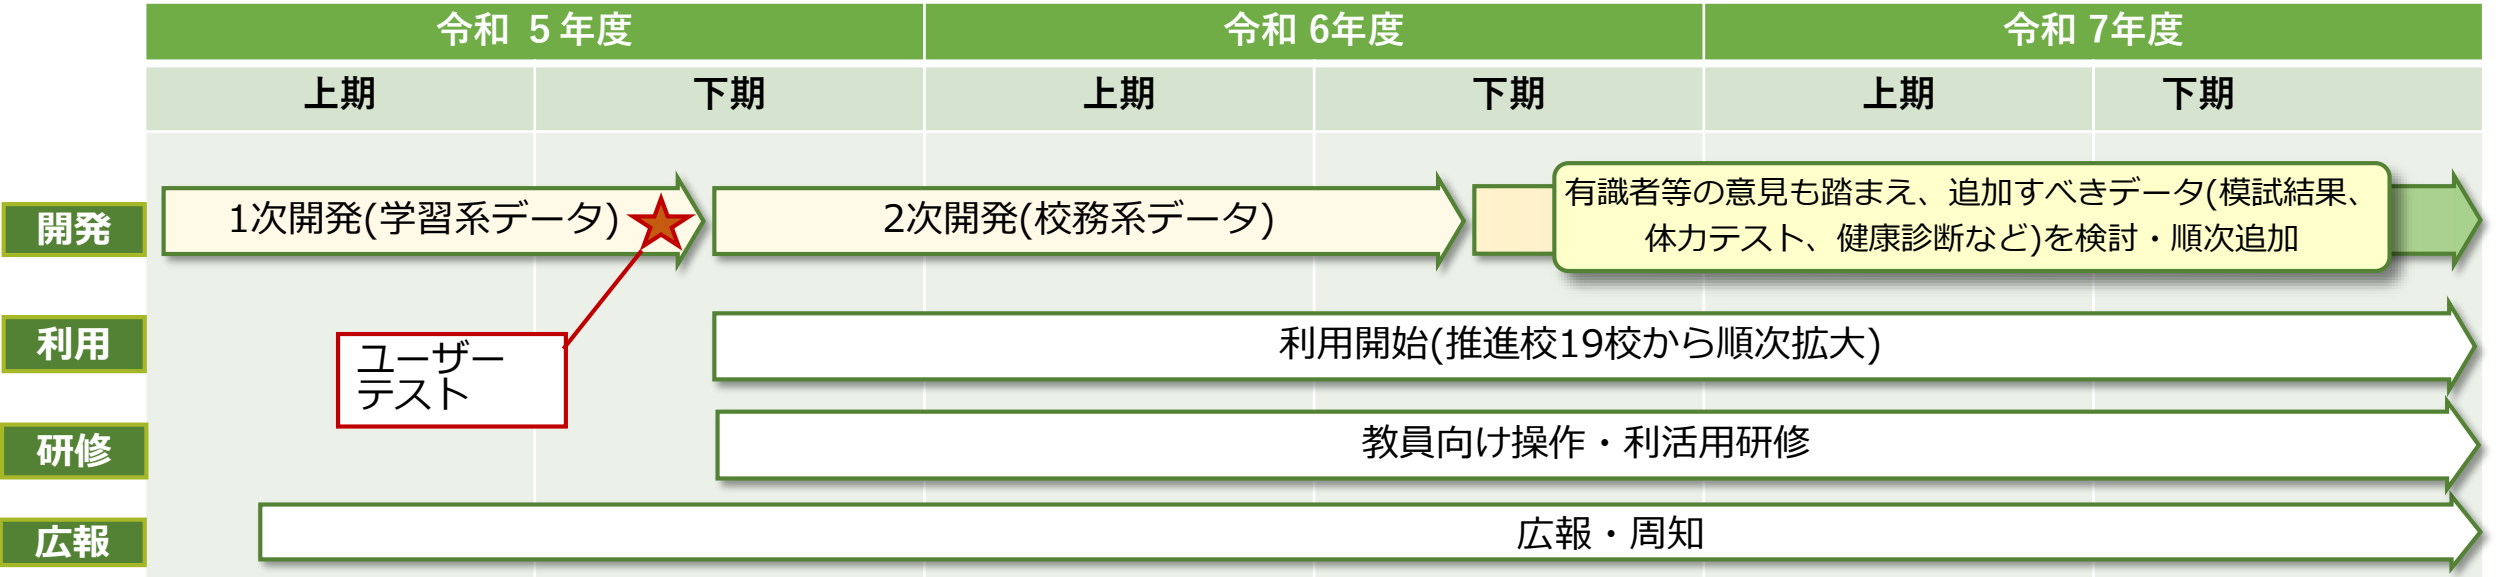 令和 5年度
令和 6年度
令和 7年度
上期
下期
上期
下期
上期
下期
開発
1次開発(学習系データ)
2次開発(校務系データ)
有識者等の意見も踏まえ、追加すべきデータ(模試結果、
体力テスト、健康診断など)を検討・順次追加
利用
ユーザー
テスト
利用開始(推進校19校から順次拡大)
研修
教員向け操作・利活用研修
広報
広報・周知